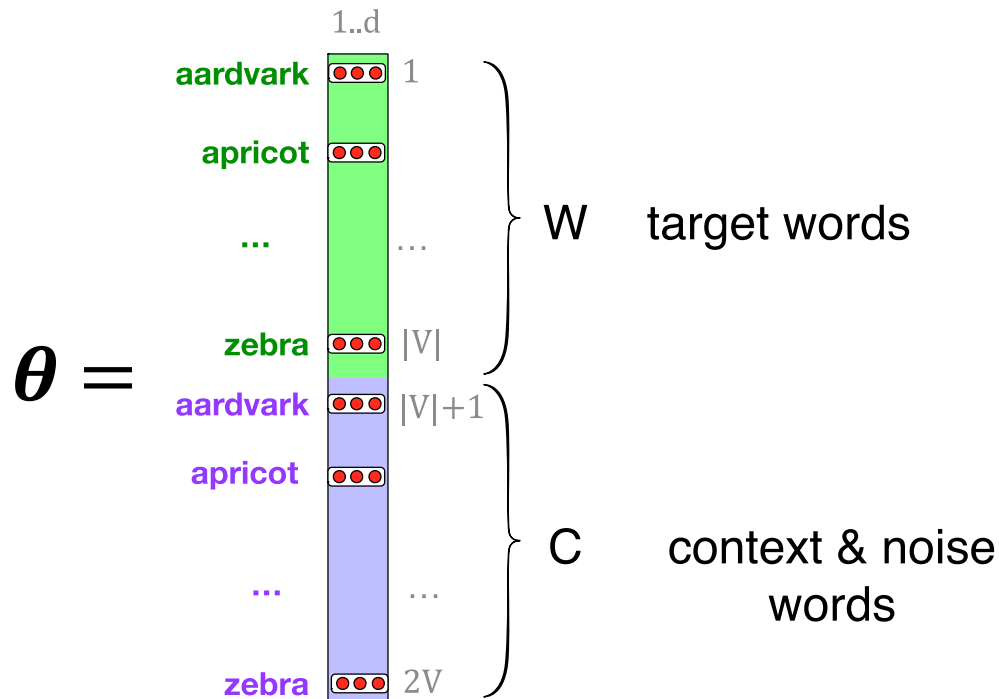 1..d
aardvark 1
apricot
... ...
W target words
zebra |V|
θ =
aardvark |V|+1
apricot
C context & noise
words
... ...
zebra 2V